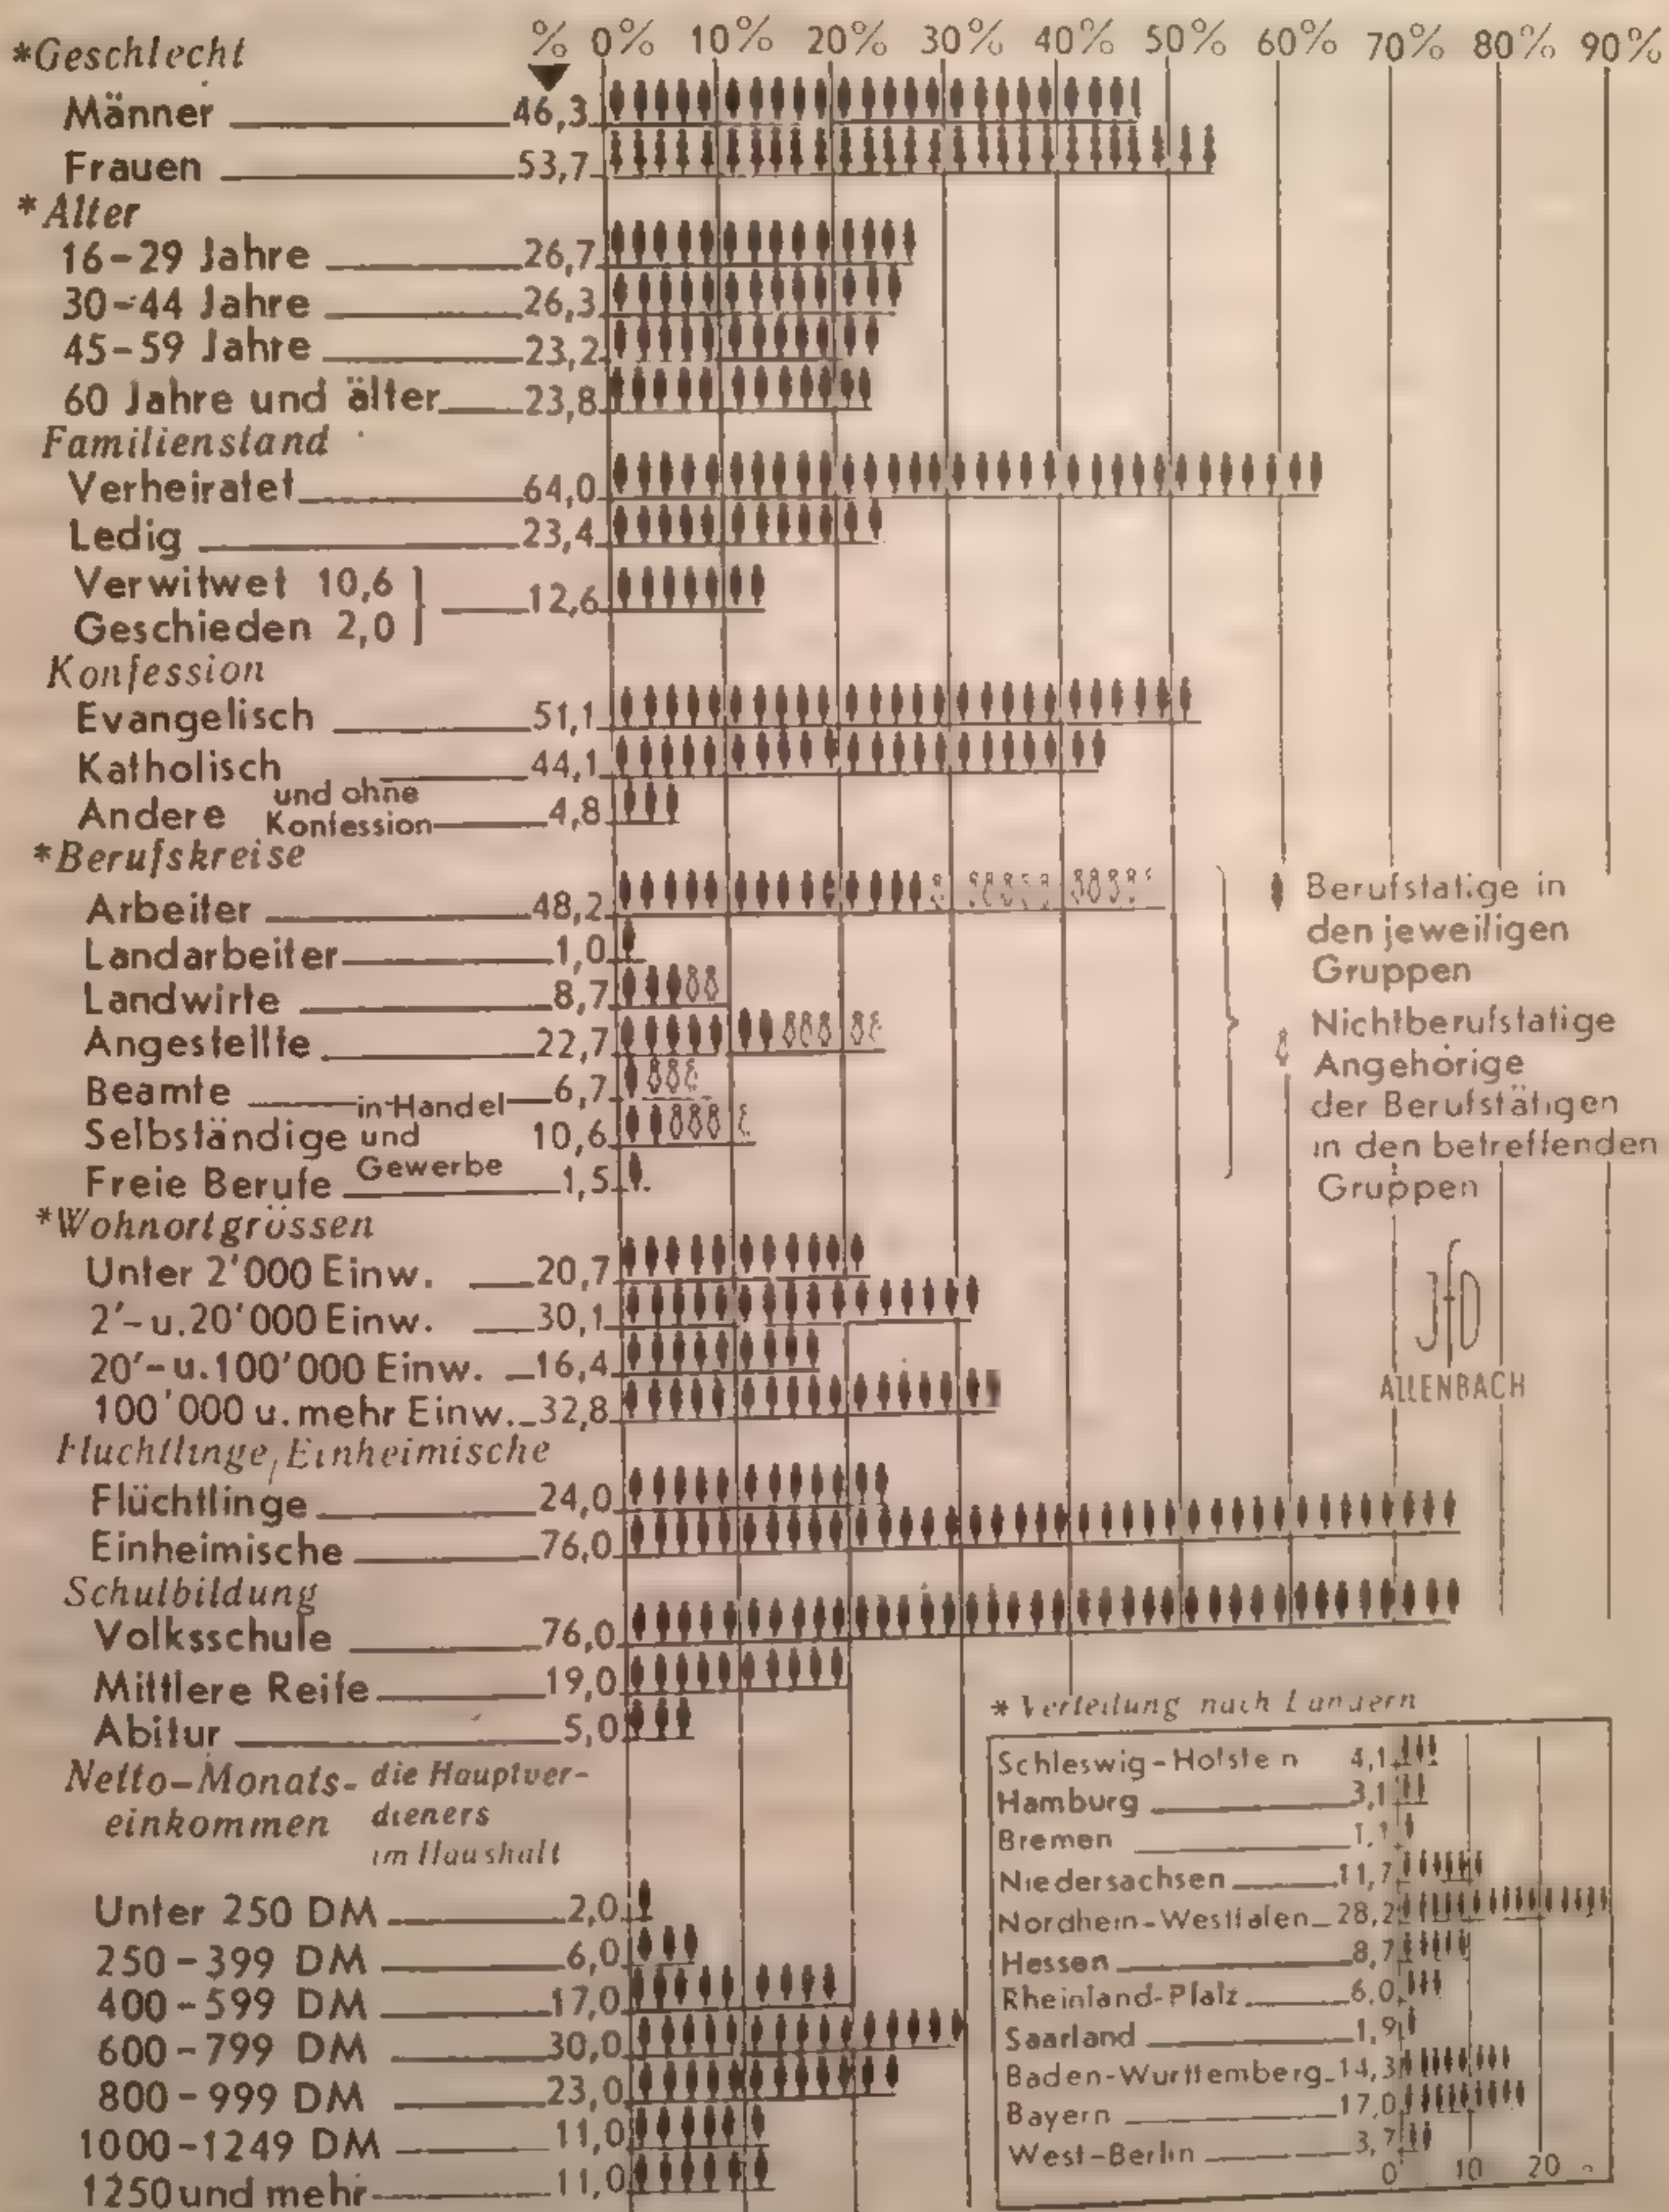 % 0% 10% 20% 30% 40% 50% 60% 70% 80% 90%
*Geschlecht
Männer 46,3
Frauen 53,7
*Alter
16-29 Jahre 26,7
30-44 Jahre 26,3
45-59 Jahre 23,2
60 Jahre und älter 23,8
Familienstand
Verheiratet 64,0
Ledig 23,4
Verwitwet 10,6
Geschieden 2,0
12,6
Konfession
Evangelisch 51,1
Katholisch 44,1
Andere und ohne Konfession 4,8
*Berufskreise
Arbeiter 48,2
Landarbeiter 1,0
Landwirte 8,7
Angestellte 22,7
Beamte 6,7
Selbständige in Handel und Gewerbe 10,6
Freie Berufe 1,5
Berufstatige in
den jeweiligen
Gruppen
Nichtberufstatige
Angehörige
der Berufstätigen
in den betreffenden
Gruppen
*Wohnortgrössen
Unter 2'000 Einw. 20,7
2'-u.20'000 Einw. 30,1
20'-u.100'000 Einw. 16,4
100'000 u. mehr Einw. 32,8
JfD
ALLENBACH
Fluchtlinge, Einheimische
Flüchtlinge 24,0
Einheimische 76,0
Schulbildung
Volksschule 76,0
Mittlere Reife 19,0
Abitur 5,0
Netto-Monats-
einkommen
die Hauptver-
dieners
im Haushalt
Unter 250 DM 2,0
250-399 DM 6,0
400-599 DM 17,0
600-799 DM 30,0
800-999 DM 23,0
1000-1249 DM 11,0
1250 und mehr 11,0
* Verteilung nach Landern
Schleswig-Holstein 4,1
Hamburg 3,1
Bremen 1,1
Niedersachsen 11,7
Nordhein-Westfalen 28,2
Hessen 8,7
Rheinland-Pfalz 6,0
Saarland 1,9
Baden-Wurttemberg 14,3
Bayern 17,0
West-Berlin 3,7
0 10 20